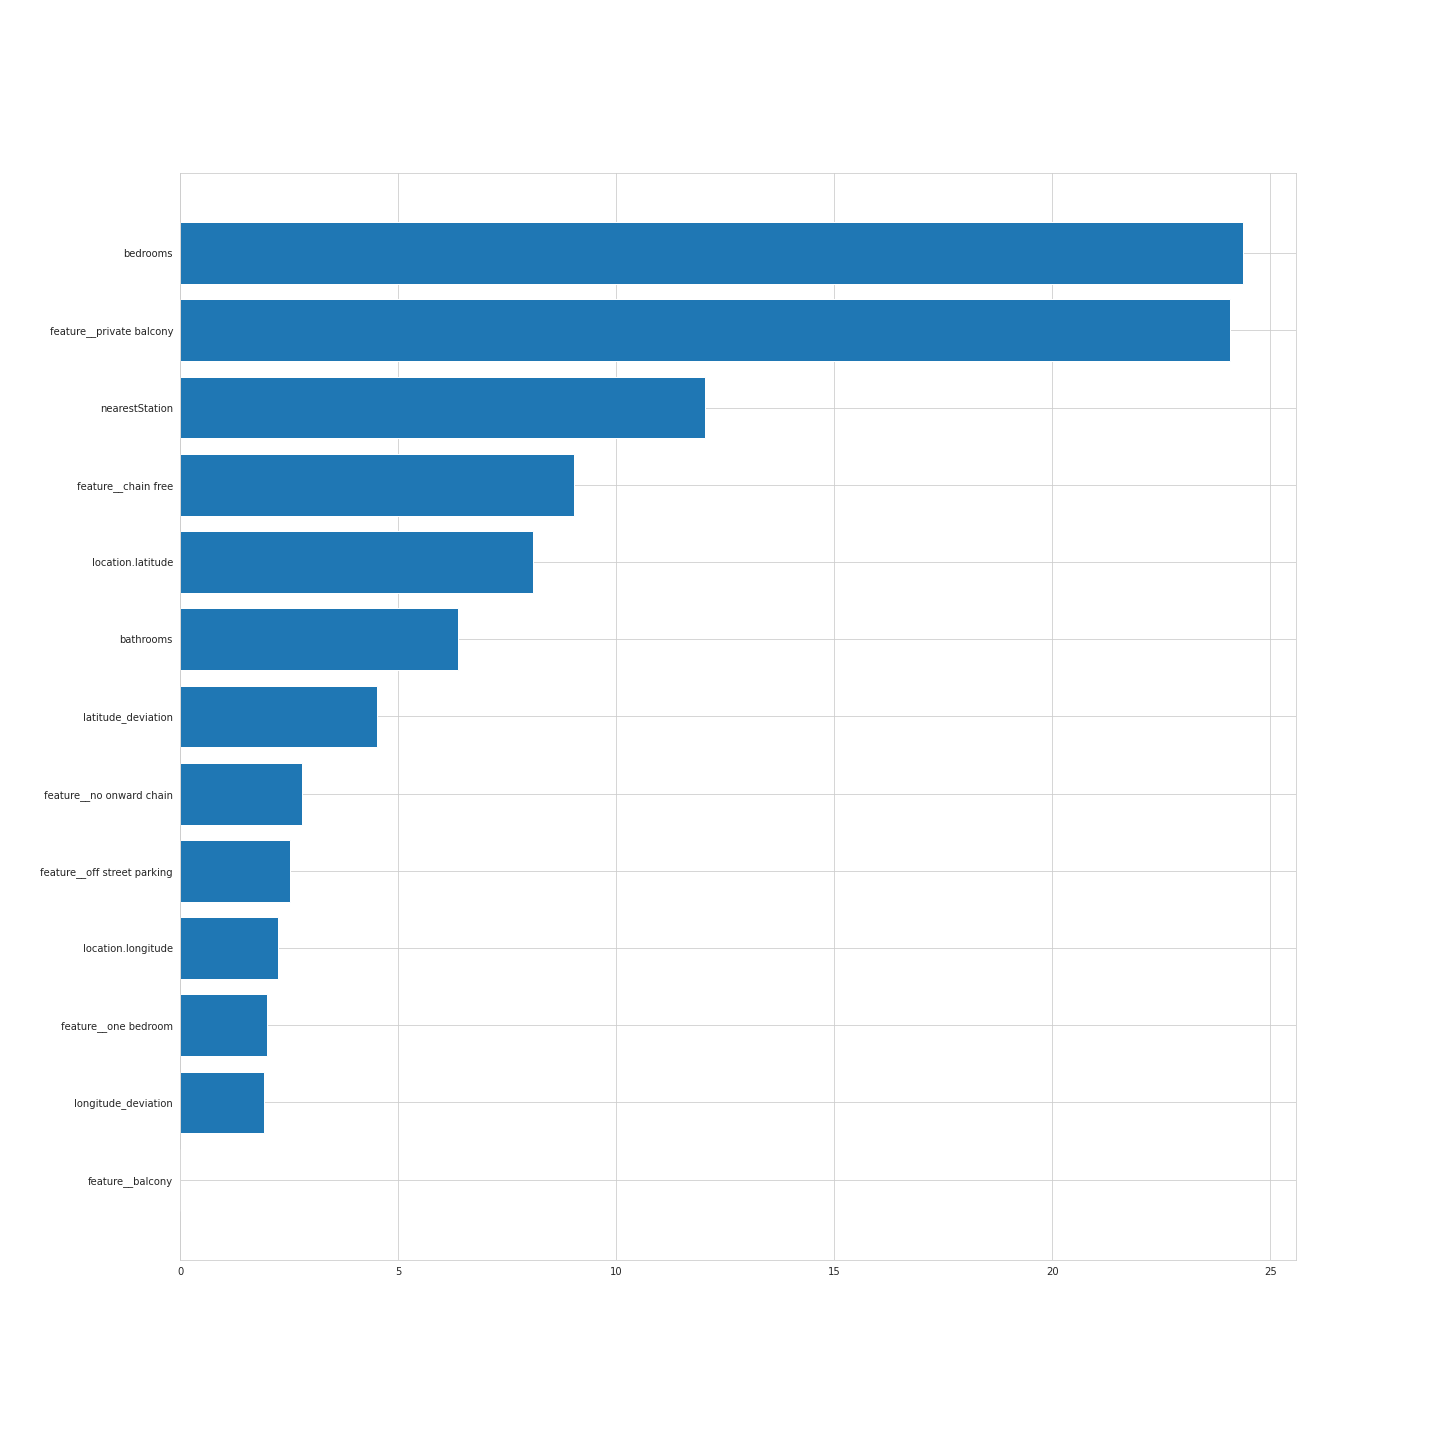 bedrooms
feature__private balcony
nearestStation
feature__chain free
location.latitude
bathrooms
latitude_deviation
feature__no onward chain
feature__off street parking
location.longitude
feature__one bedroom
longitude_deviation
feature__balcony
0 5 10 15 20 25